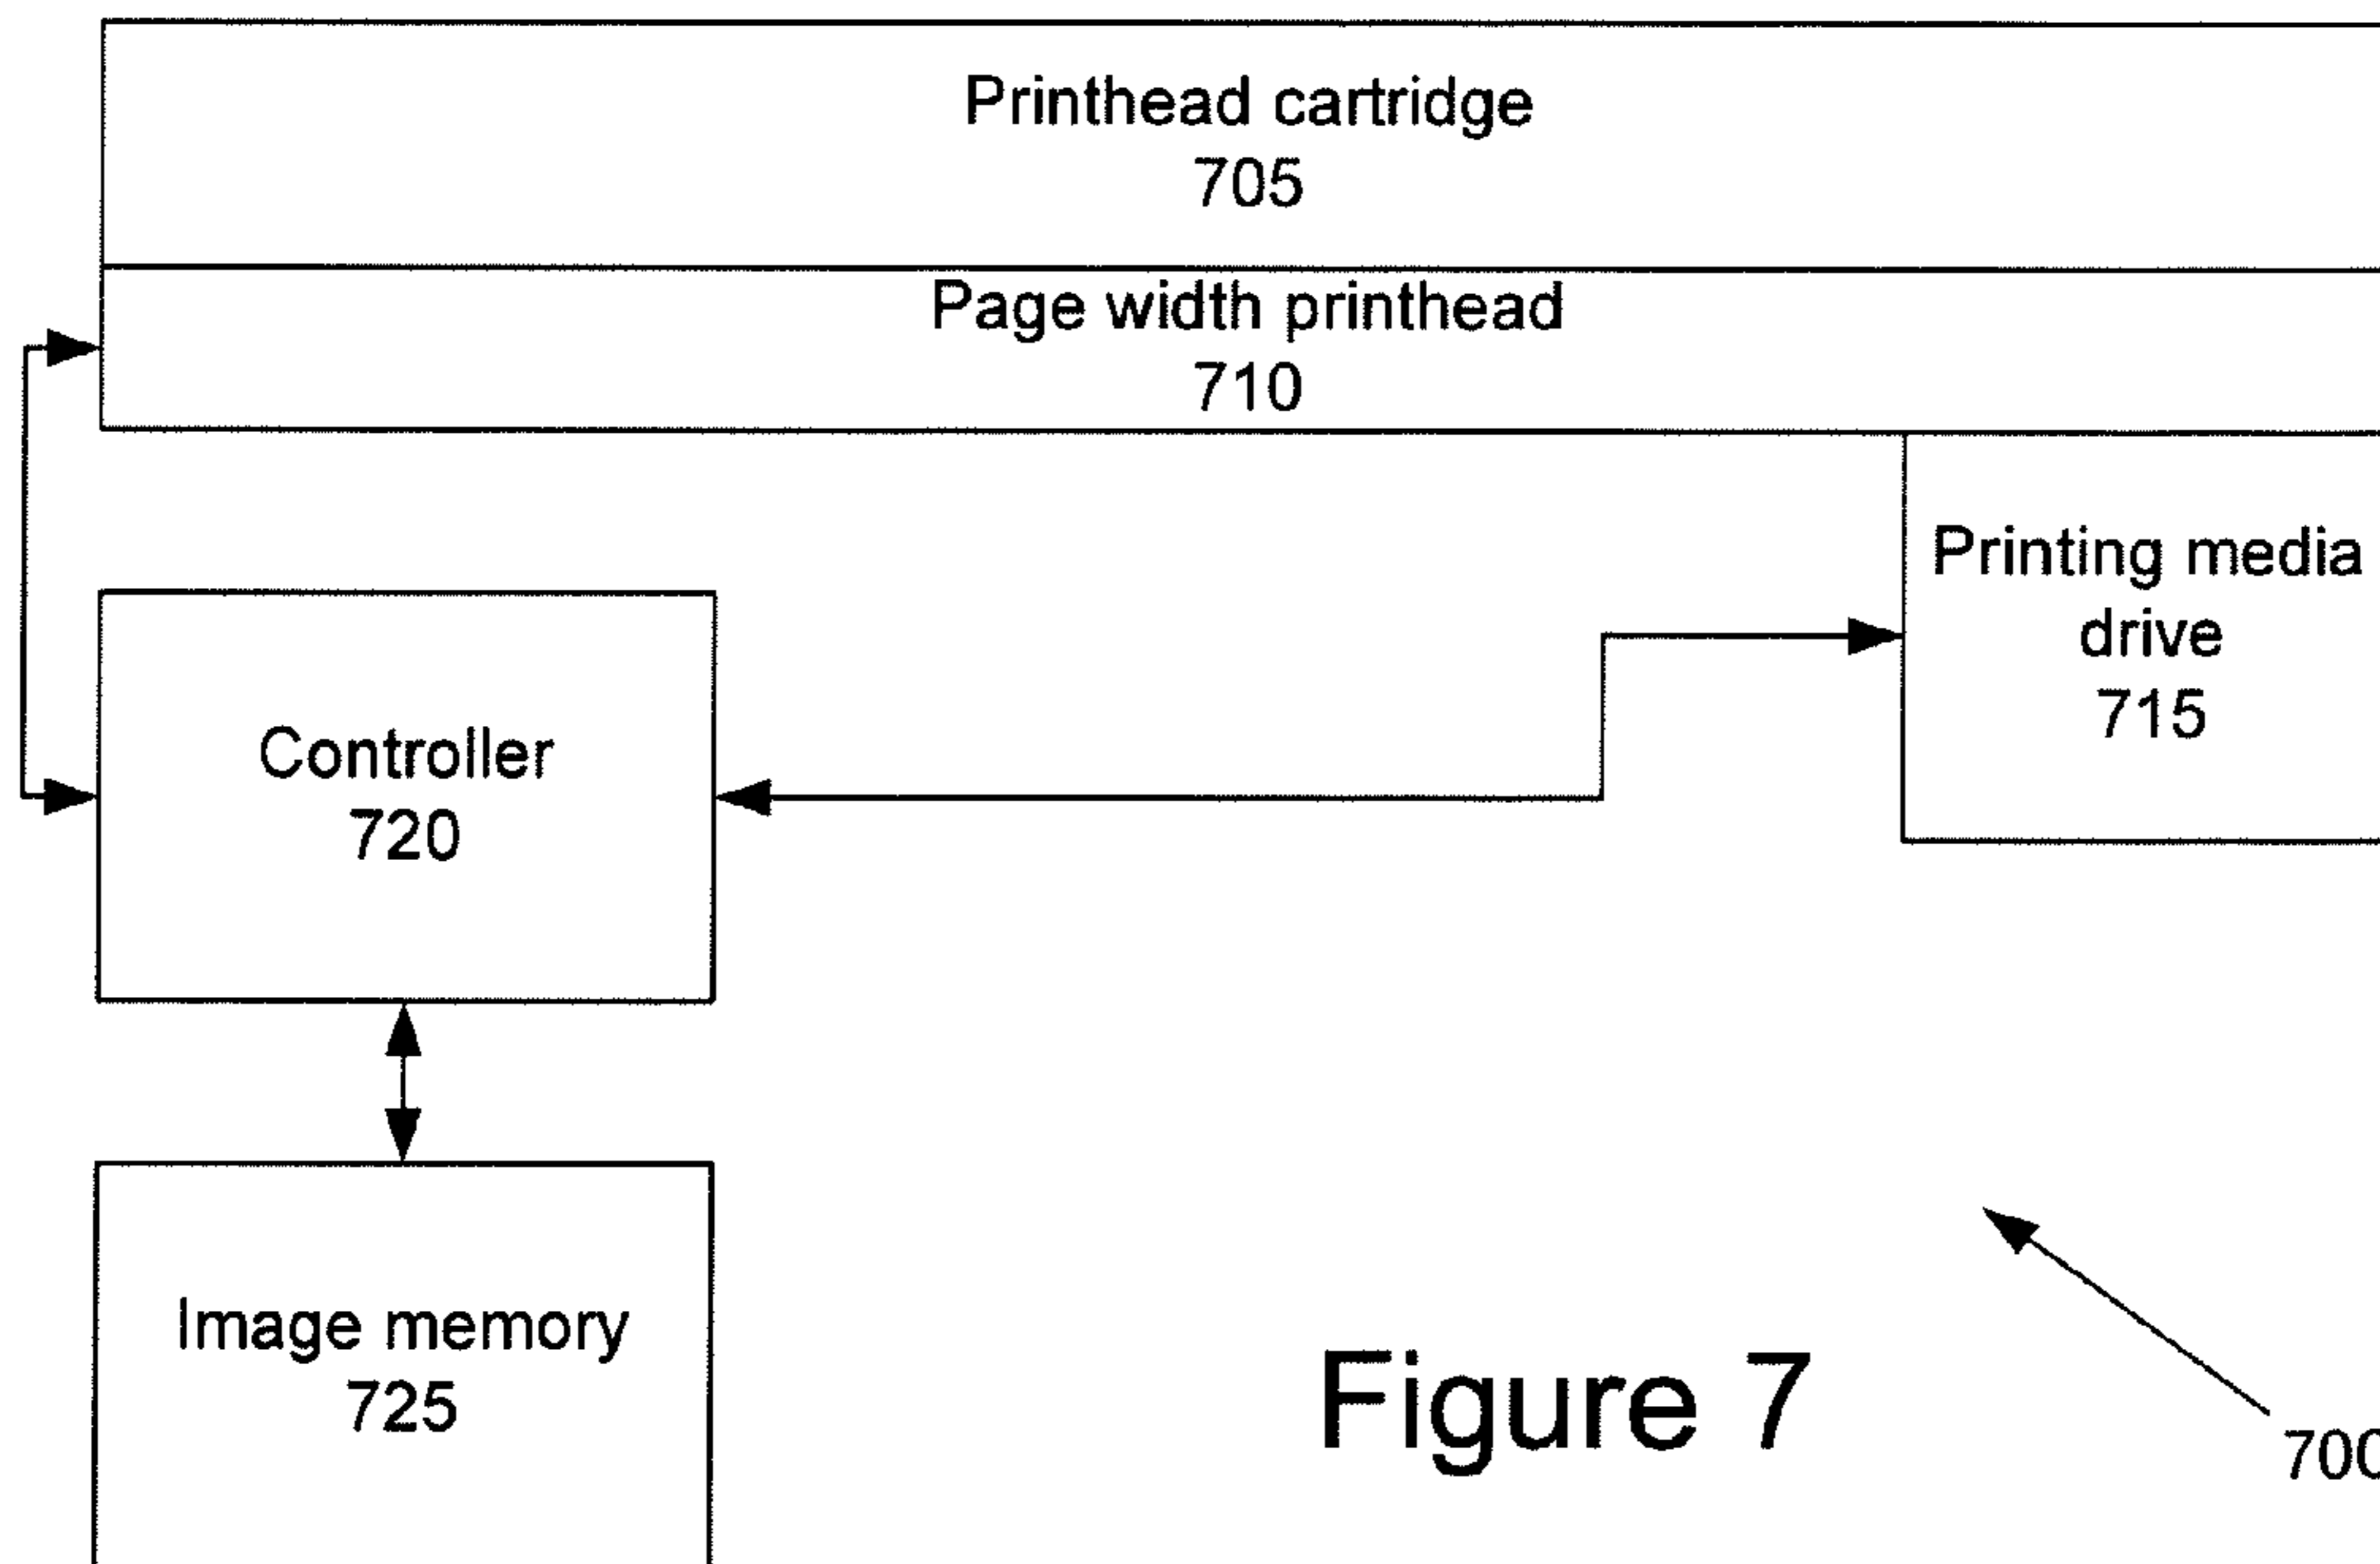 Printhead cartridge
705
Page width printhead
710
Printing media
drive
715
Controller
720
Image memory
725
Figure 7
700